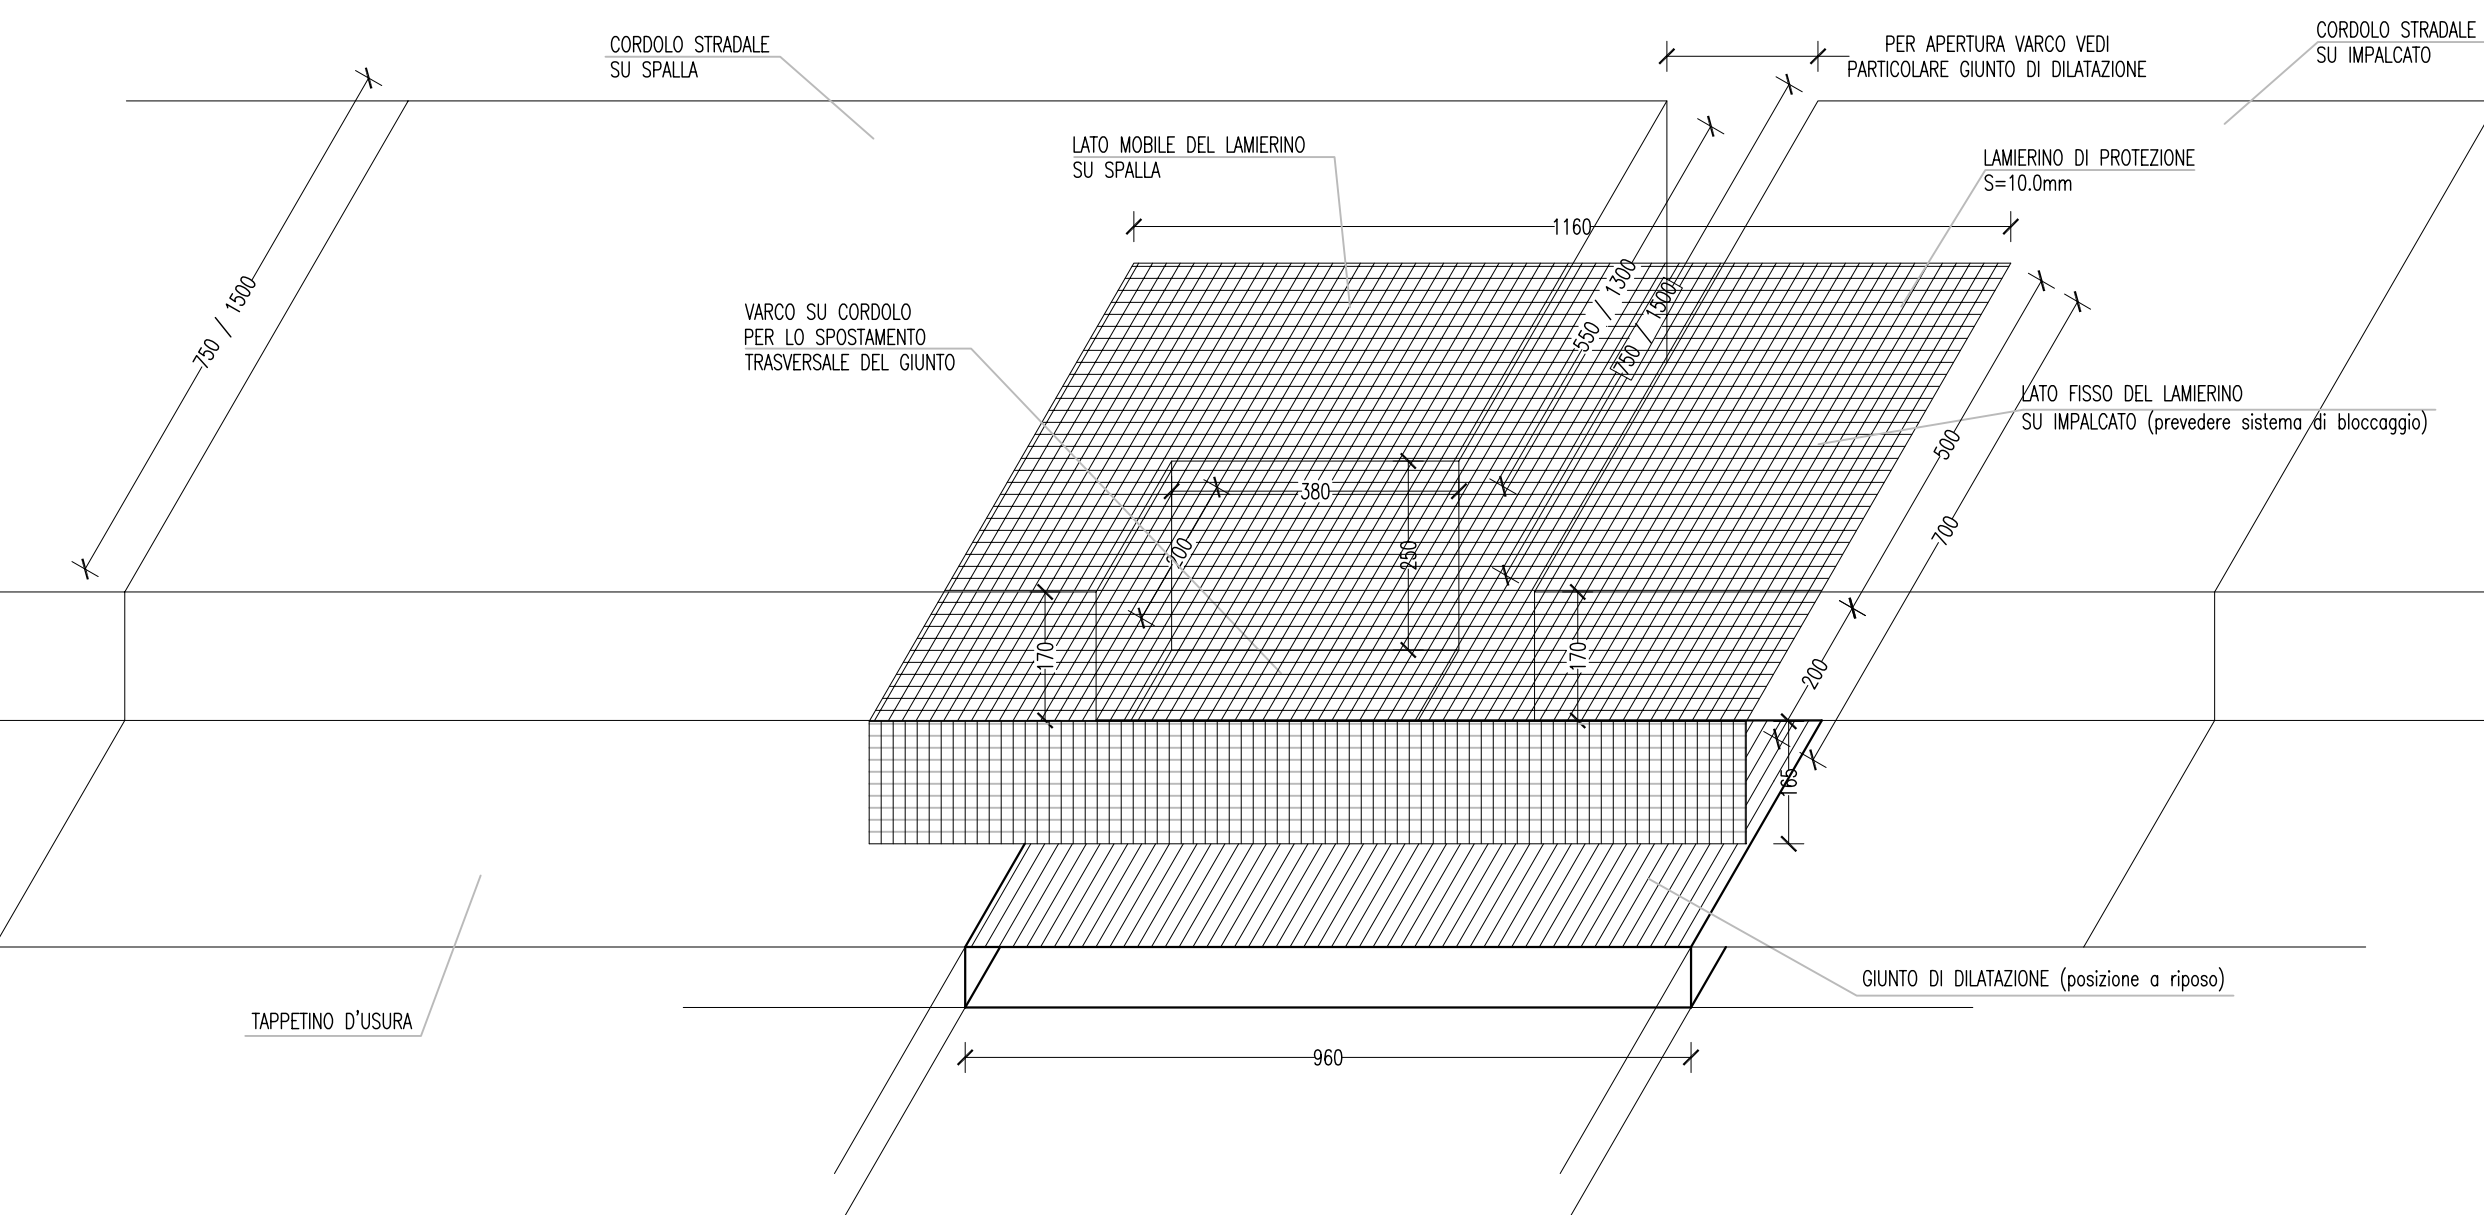 CORDOLO STRADALE
SU SPALLA
PER APERTURA VARCO VEDI
PARTICOLARE GIUNTO DI DILATAZIONE
CORDOLO STRADALE
SU IMPALCATO
LATO MOBILE DEL LAMIERINO
SU SPALLA
LAMIERINO DI PROTEZIONE
S=10.0mm
1160
750 / 1500
550 / 1300
750 / 1500
VARCO SU CORDOLO
PER LO SPOSTAMENTO
TRASVERSALE DEL GIUNTO
LATO FISSO DEL LAMIERINO
SU IMPALCATO (prevedere sistema di bloccaggio)
500
700
380
200
250
170
170
200
165
GIUNTO DI DILATAZIONE (posizione a riposo)
TAPPETINO D'USURA
960